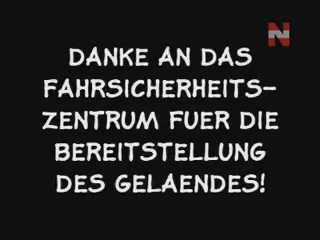 DANKE AN DAS
FAHRSICHERHEITS-
ZENTRUM FUER DIE
BEREITSTELLUNG
DES GELAENDES!
N